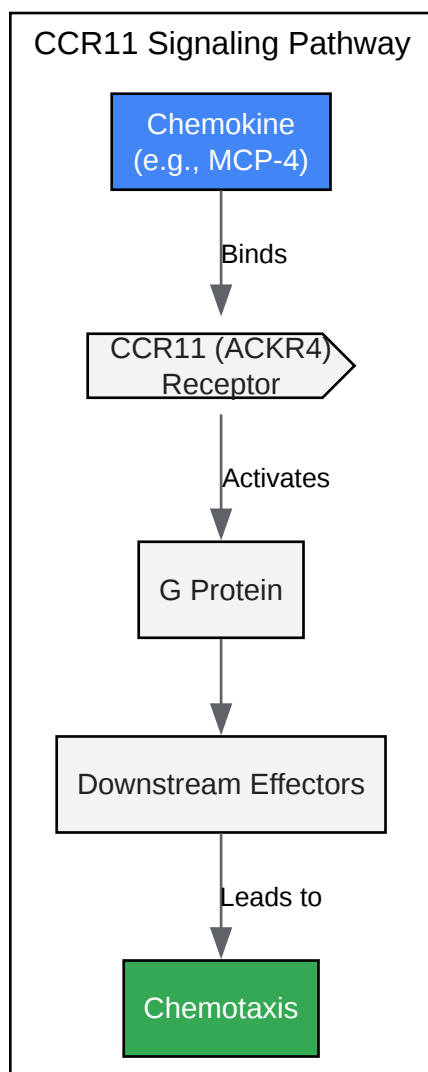 CCR11 Signaling Pathway
Chemokine
(e.g., MCP-4)
Binds
CCR11 (ACKR4)
Receptor
Activates
G Protein
Downstream Effectors
Leads to
Chemotaxis